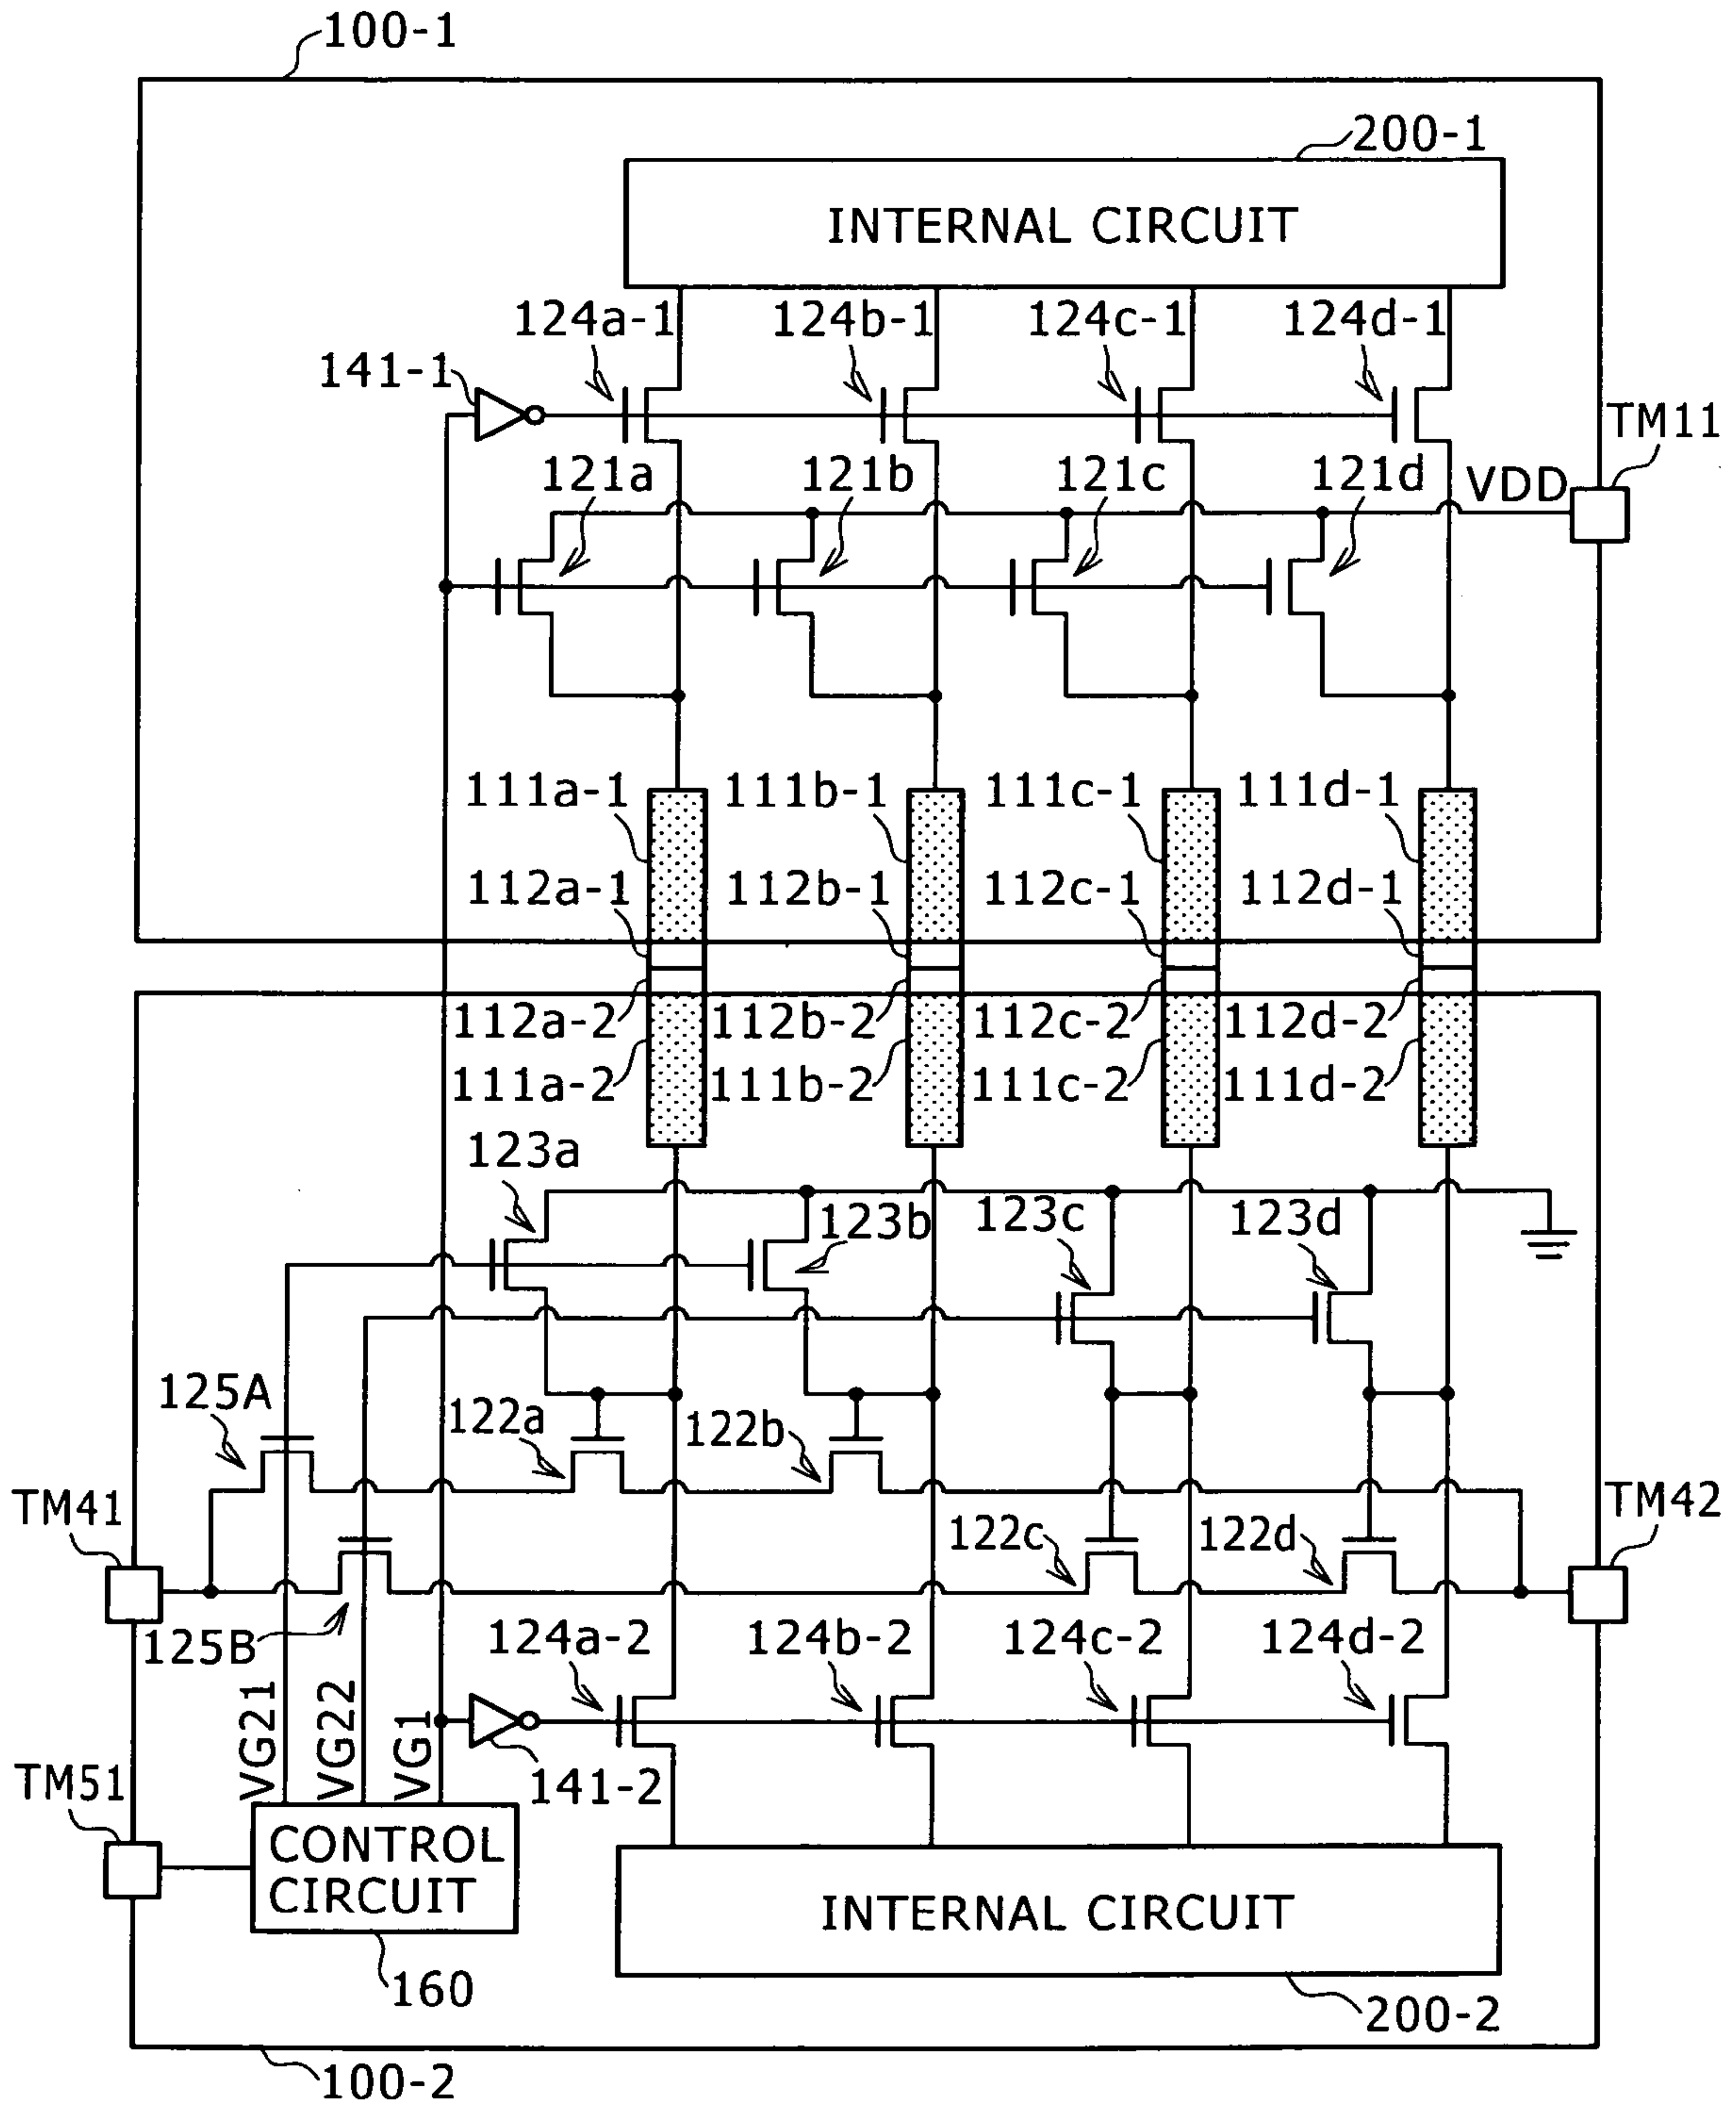 100-1
200-1
INTERNAL CIRCUIT
124a-1
124b-1
124c-1
124d-1
141-1
TM11
121a
121b
121c
121d
VDD
111a-1
111b-1
111c-1
111d-1
112a-1
112b-1
112c-1
112d-1
112a-2
112b-2
112c-2
112d-2
111a-2
111b-2
111c-2
111d-2
123a
123b
123c
123d
125A
122a
122b
TM41
TM42
122c
122d
125B
124a-2
124b-2
124c-2
124d-2
VG21
VG22
VG1
TM51
141-2
CONTROL
CIRCUIT
INTERNAL CIRCUIT
160
200-2
100-2